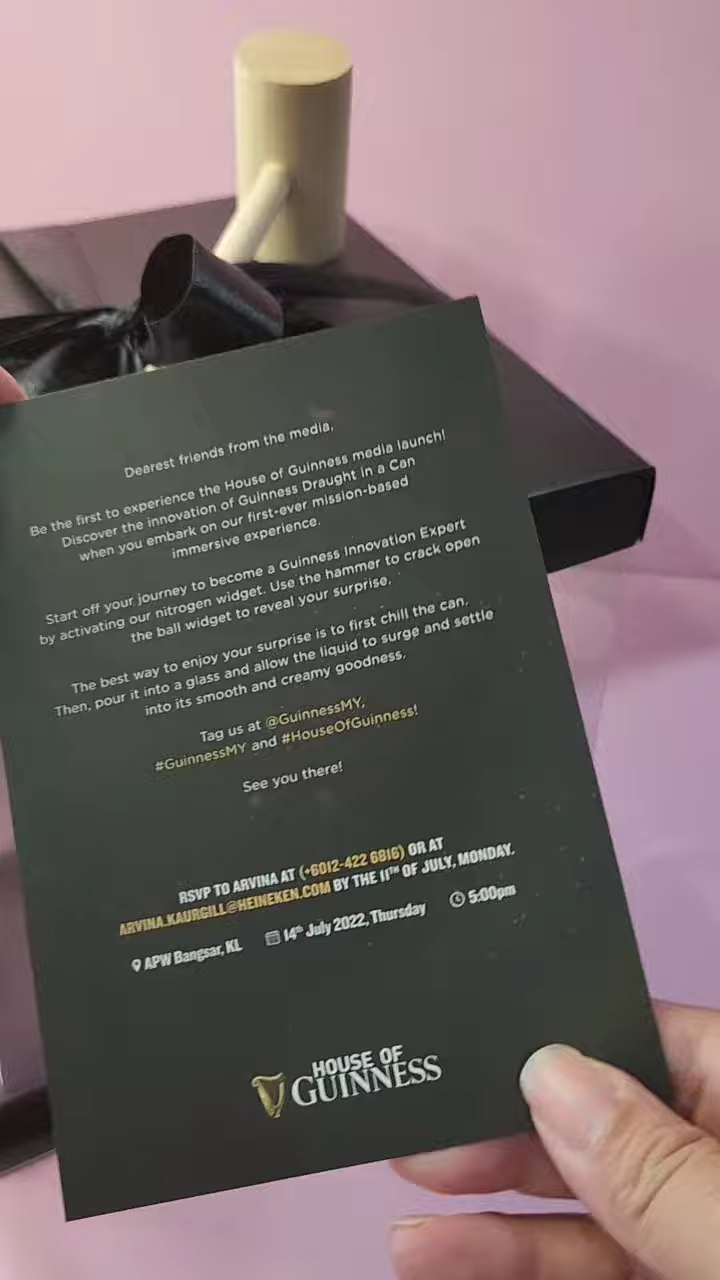 Dearest friends from the media,
Be the first to experience the House of Guinness media launch!
Discover the innovation of Guinness Draught in a Can
when you embark on our first-ever mission-based
immersive experience.
Start off your journey to become a Guinness Innovation Expert
by activating our nitrogen widget. Use the hammer to crack open
the ball widget to reveal your surprise.
The best way to enjoy your surprise is to first chill the can.
Then, pour it into a glass and allow the liquid to surge and settle
into its smooth and creamy goodness.
Tag us at @GuinnessMY,
#GuinnessMY and #HouseOfGuinness!
See you there!
RSVP TO ARVINA AT (+6012-422 6816) OR AT
ARVINA.KAURGILL@HEINEKEN.COM BY THE 11TH OF JULY, MONDAY.
APW Bangsar, KL 14th July 2022, Thursday 5:00pm
HOUSE OF
GUINNESS